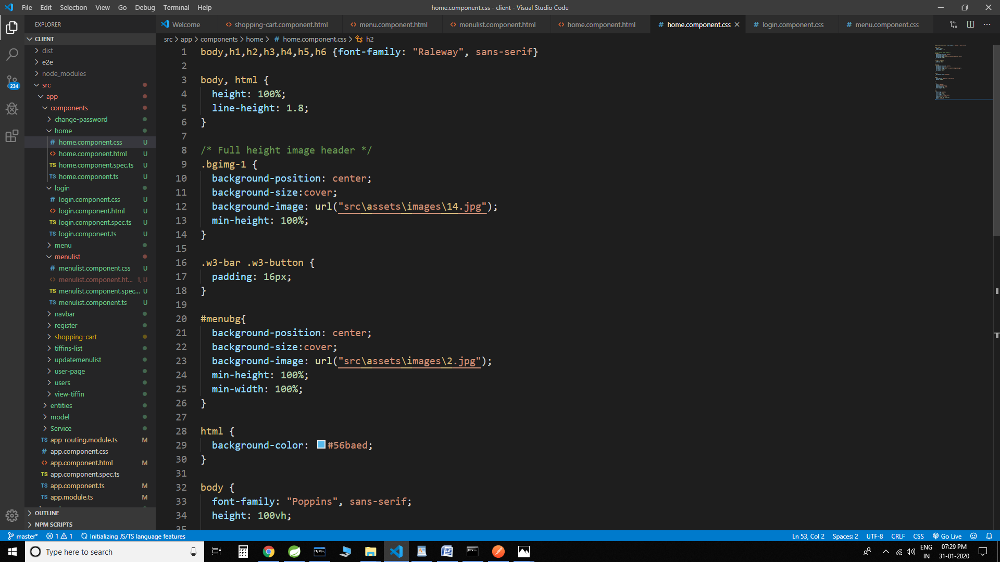 File Edit Selection View Go Debug Terminal Help
home.component.css - client - Visual Studio Code
EXPLORER
Welcome
shopping-cart.component.html
menu.component.html
menulist.component.html
home.component.html
# home.component.css
# login.component.css
# menu.component.css
src > app > components > home > # home.component.css > h2
CLIENT
dist
e2e
node_modules
src
app
components
change-password
home
# home.component.css U
home.component.html U
TS home.component.spec.ts U
TS home.component.ts U
login
# login.component.css U
login.component.html U
TS login.component.spec.ts U
TS login.component.ts U
menu
menulist
# menulist.component.css U
menulist.component.ht... 1, U
TS menulist.component.spec... U
TS menulist.component.ts U
navbar
register
shopping-cart
tiffins-list
updatemenulist
user-page
users
view-tiffin
entities
model
Service
TS app-routing.module.ts M
# app.component.css
app.component.html M
TS app.component.spec.ts
TS app.component.ts M
TS app.module.ts M
OUTLINE
NPM SCRIPTS
234
1 body,h1,h2,h3,h4,h5,h6 {font-family: "Raleway", sans-serif}
2
3 body, html {
4 height: 100%;
5 line-height: 1.8;
6 }
7
8 /* Full height image header */
9 .bgimg-1 {
10 background-position: center;
11 background-size:cover;
12 background-image: url("src\assets\images\14.jpg");
13 min-height: 100%;
14 }
15
16 .w3-bar .w3-button {
17 padding: 16px;
18 }
19
20 #menubg{
21 background-position: center;
22 background-size:cover;
23 background-image: url("src\assets\images\2.jpg");
24 min-height: 100%;
25 min-width: 100%;
26 }
27
28 html {
29 background-color: #56baed;
30 }
31
32 body {
33 font-family: "Poppins", sans-serif;
34 height: 100vh;
35
master* 1 1 Initializing JS/TS language features
Ln 53, Col 2 Spaces: 2 UTF-8 CRLF CSS Go Live
Type here to search
MySQL
ENG
IN
07:29 PM
31-01-2020